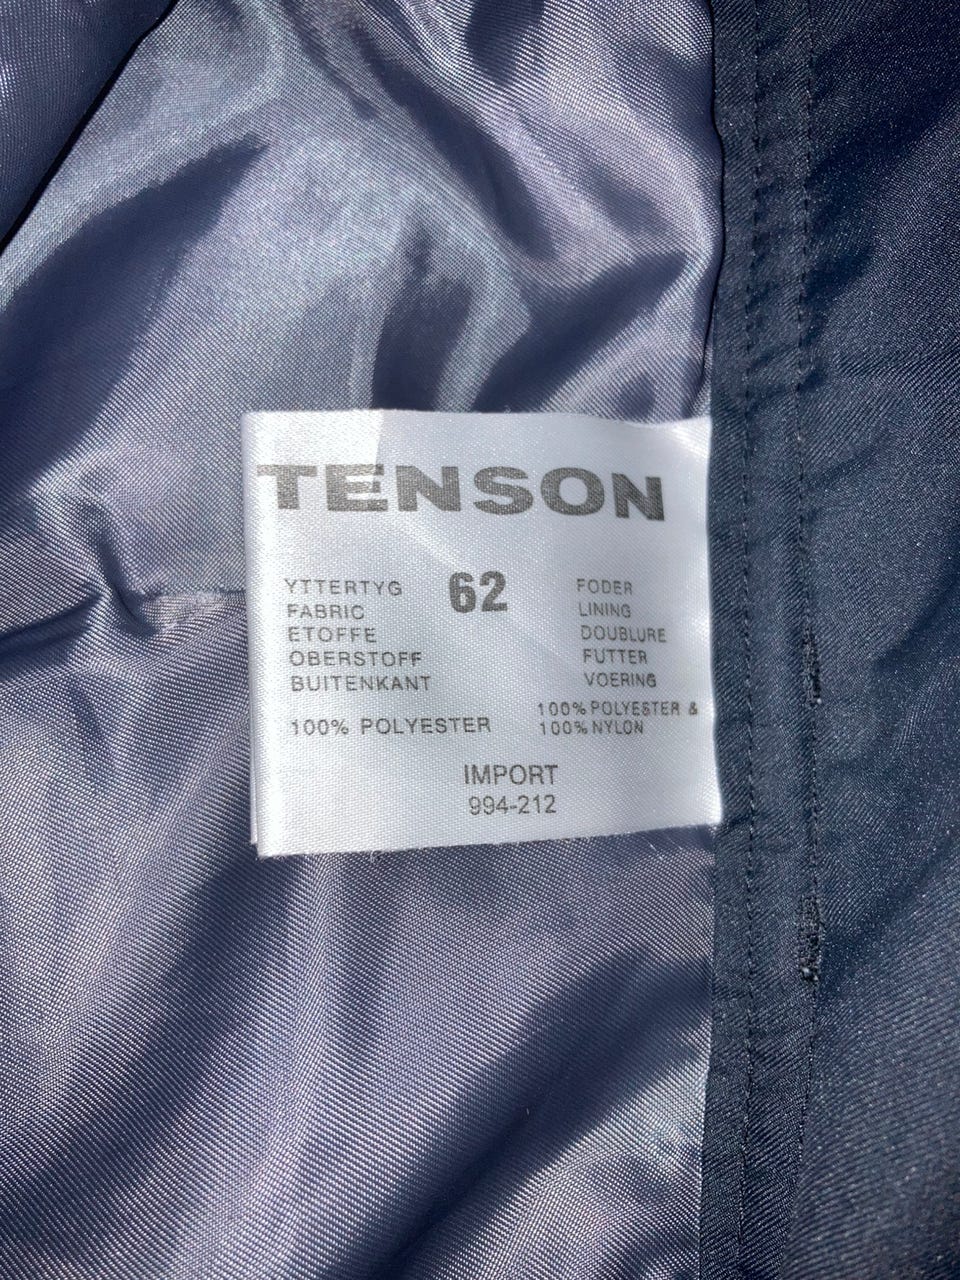 TENSON
62
YTTERTYG
FABRIC
ETOFFE
OBERSTOFF
BUITENKANT
100% POLYESTER
FODER
LINING
DOUBLURE
FUTTER
VOERING
100% POLYESTER &
100% NYLON
IMPORT
994-212